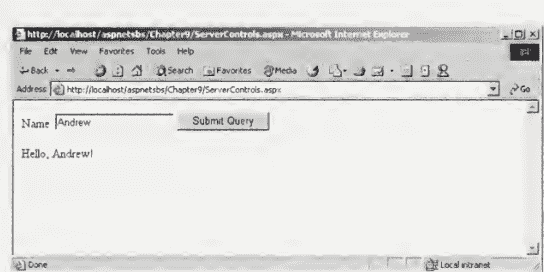 http://localhost/aspnetsbs/Chapter9/ServerControls.aspx - Microsoft Internet Explorer
File Edit View Favorites Tools Help
Back Search Favorites Media
Address http://localhost/aspnetsbs/Chapter9/ServerControls.aspx Go
Name Andrew Submit Query
Hello, Andrew!
Done Local intranet